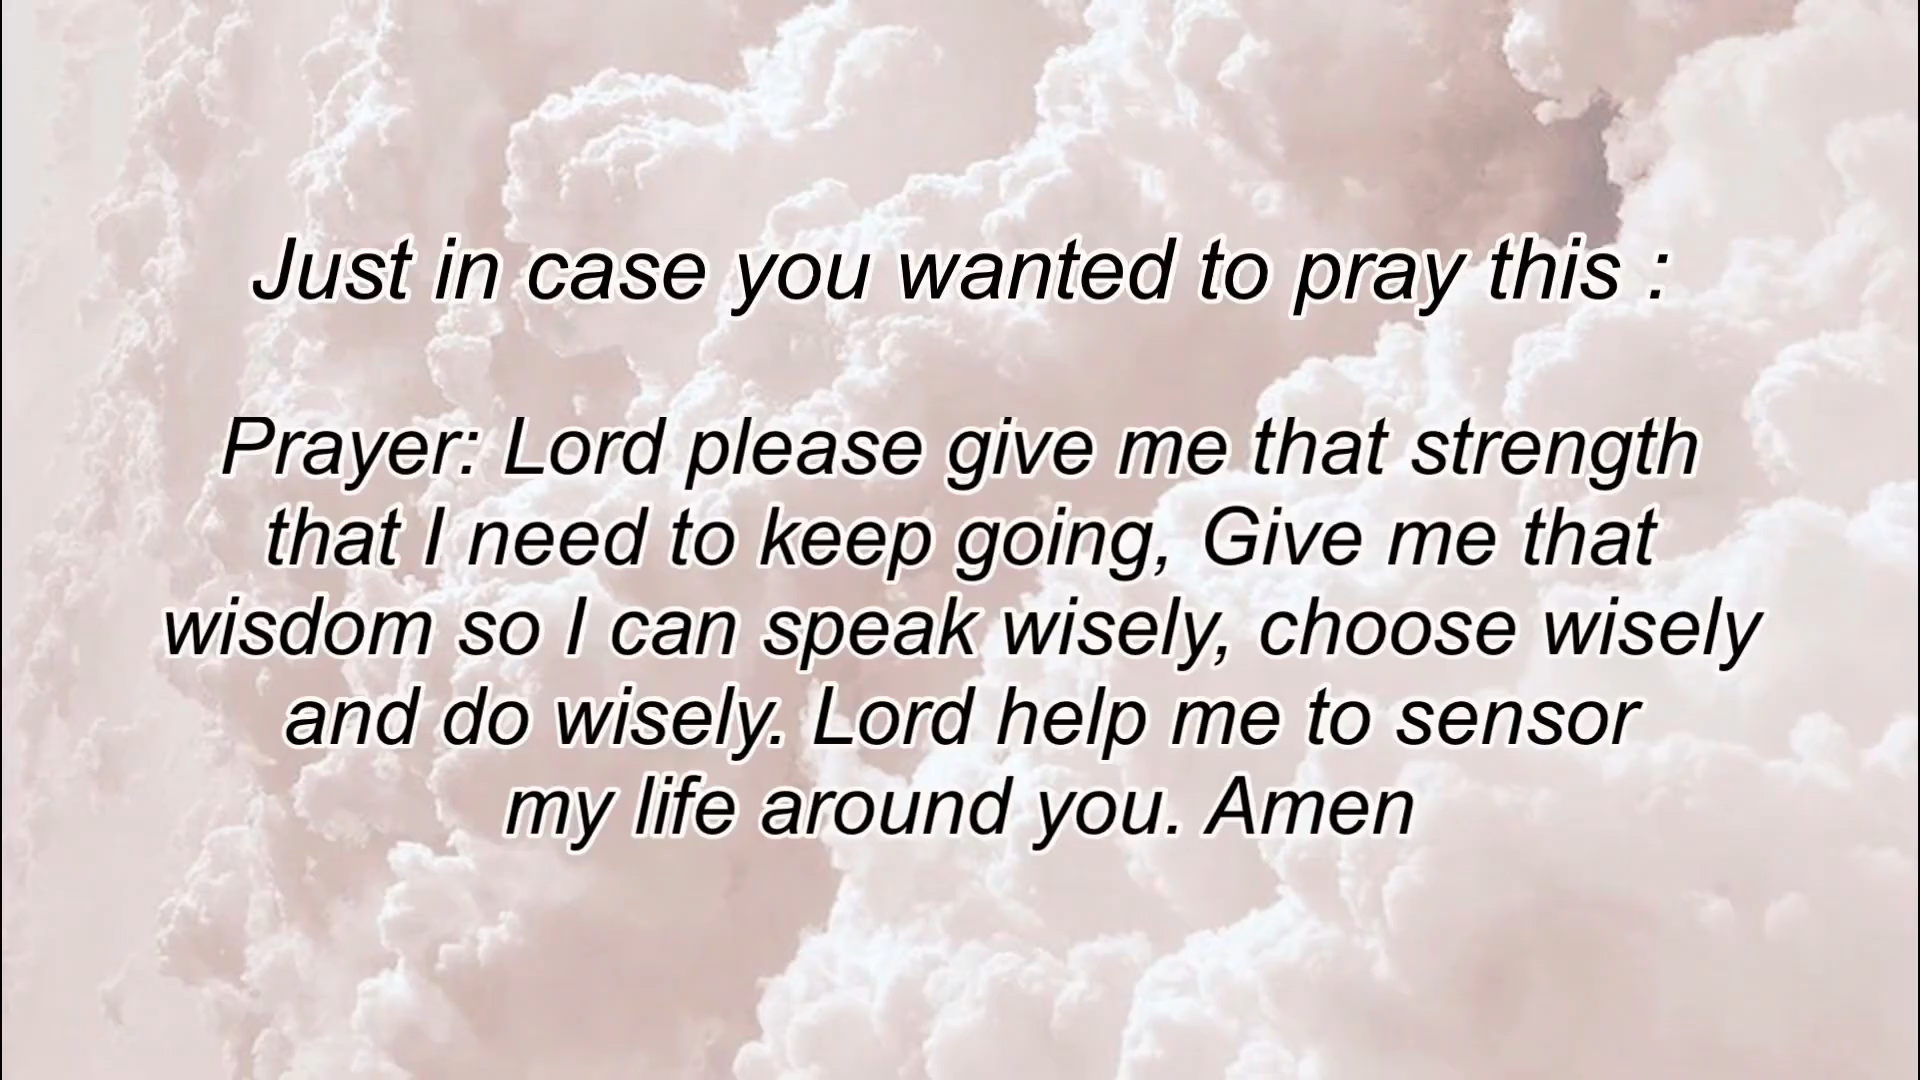 Just in case you wanted to pray this :
Prayer: Lord please give me that strength
that I need to keep going, Give me that
wisdom so I can speak wisely, choose wisely
and do wisely. Lord help me to sensor
my life around you. Amen